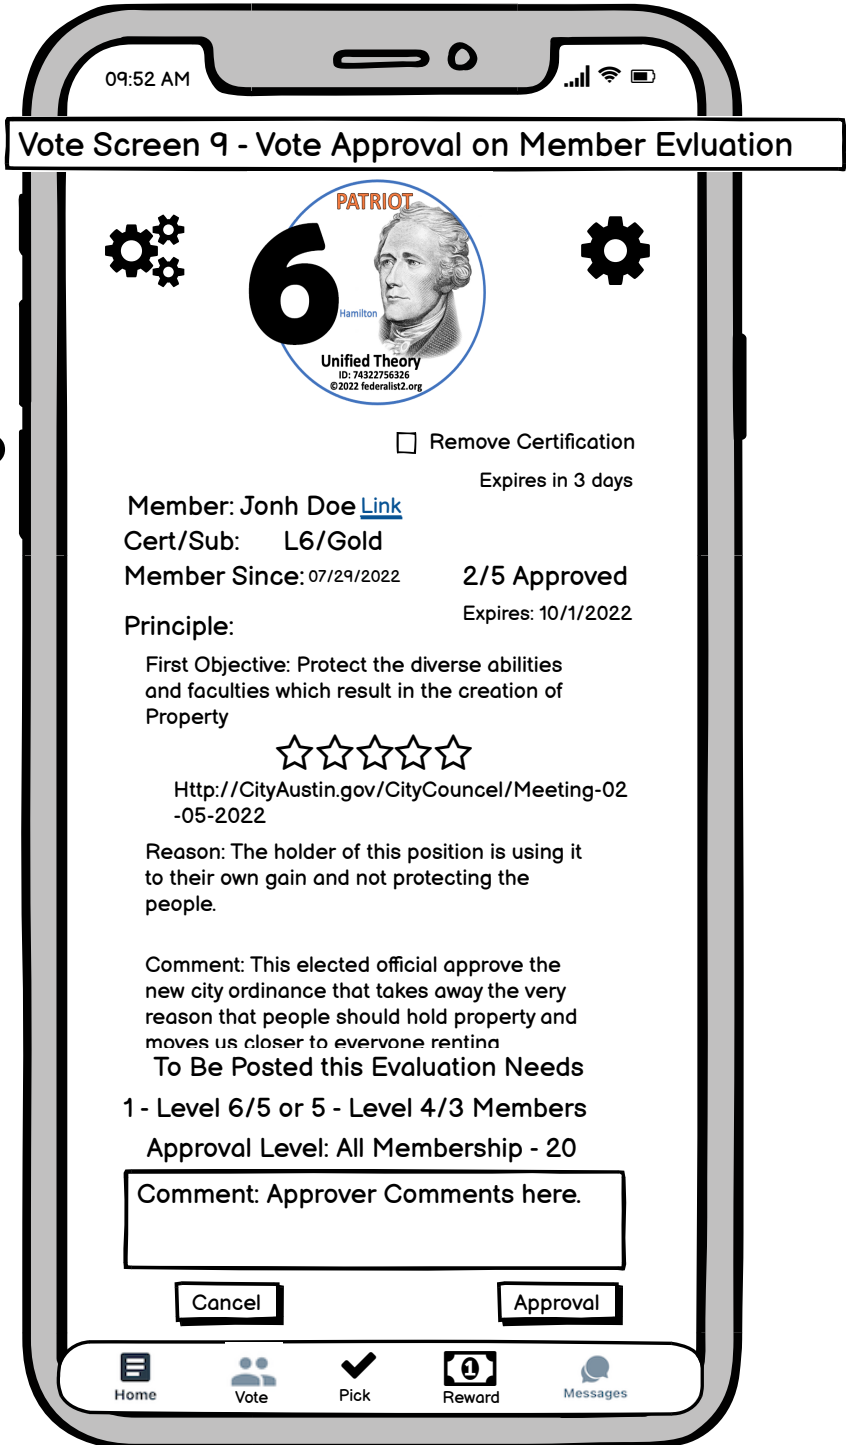 09:52 AM
Vote Screen 9 - Vote Approval on Member Evluation
PATRIOT
6
Hamilton
Unified Theory
ID: 74322756326
©2022 federalist2.org
Remove Certification
Expires in 3 days
Member: Jonh Doe Link
Cert/Sub: L6/Gold
Member Since: 07/29/2022 2/5 Approved
Expires: 10/1/2022
Principle:
First Objective: Protect the diverse abilities
and faculties which result in the creation of
Property
Http://CityAustin.gov/CityCouncel/Meeting-02
-05-2022
Reason: The holder of this position is using it
to their own gain and not protecting the
people.
Comment: This elected official approve the
new city ordinance that takes away the very
reason that people should hold property and
moves us closer to everyone renting
To Be Posted this Evaluation Needs
1 - Level 6/5 or 5 - Level 4/3 Members
Approval Level: All Membership - 20
Comment: Approver Comments here.
Cancel Approval
1
Home Vote Pick Reward Messages